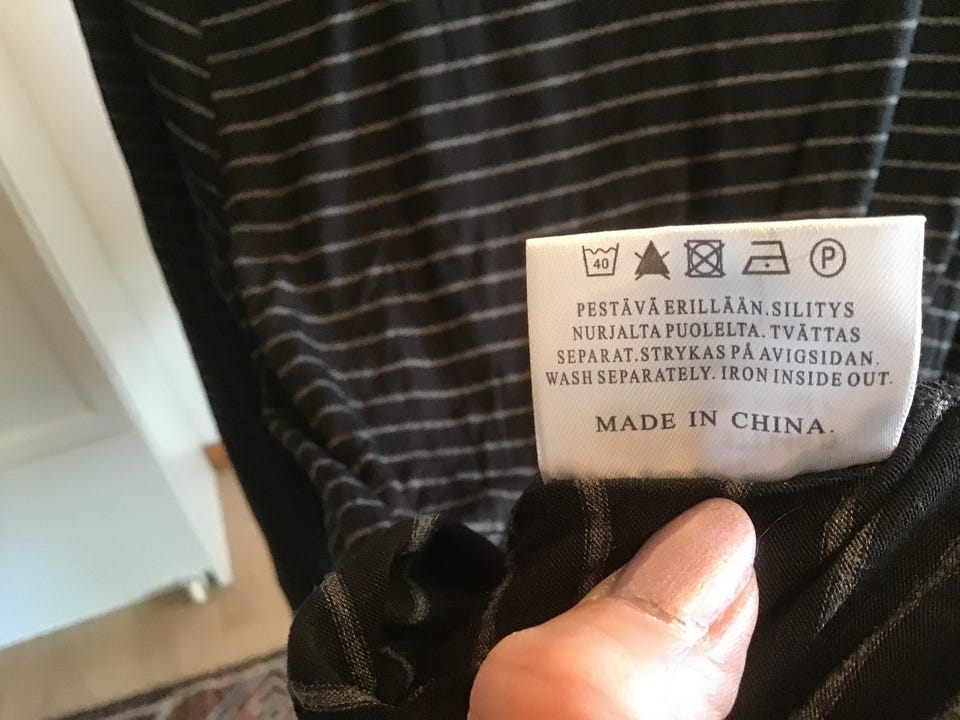 40 P
PESTÄVÄ ERILLÄÄN. SILITYS
NURJALTA PUOLELTA. TVÄTTAS
SEPARAT. STRYKAS PÅ AVIGSIDAN.
WASH SEPARATELY. IRON INSIDE OUT.
MADE IN CHINA.